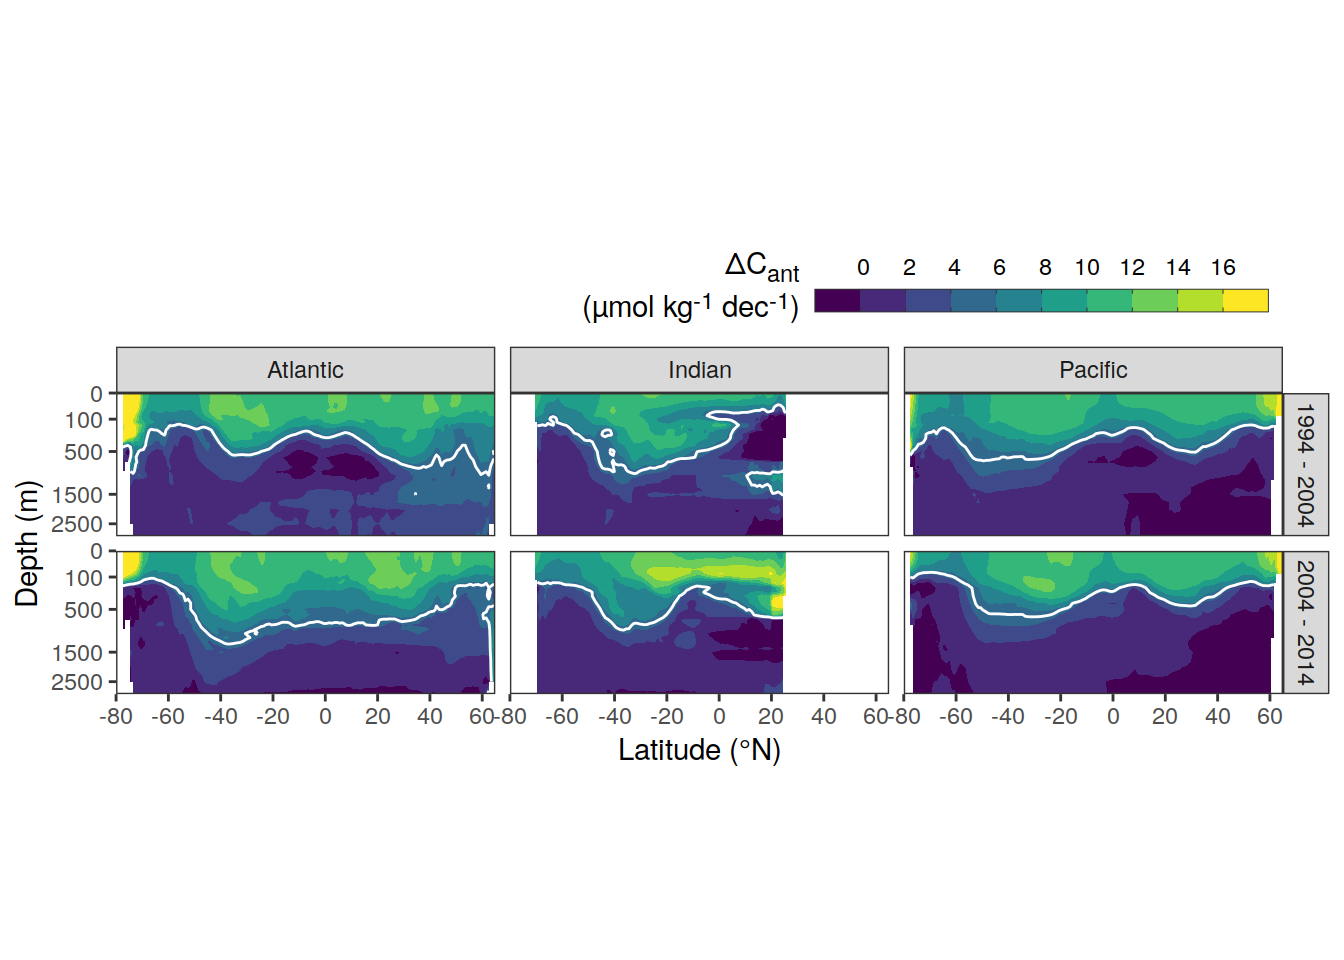 ΔCant
(μmol kg-1 dec-1)
0 2 4 6 8 10 12 14 16
Atlantic Indian Pacific
Depth (m)
0
100
500
1500
2500
1994 - 2004
0
100
500
1500
2500
2004 - 2014
-80 -60 -40 -20 0 20 40 60 -80 -60 -40 -20 0 20 40 60 -80 -60 -40 -20 0 20 40 60
Latitude (°N)